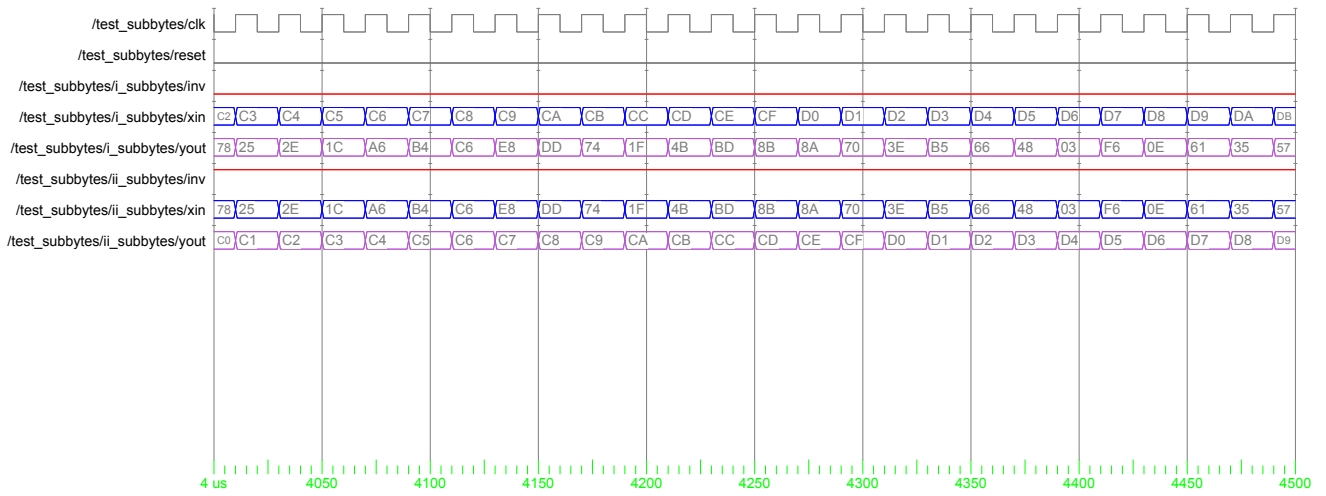 /test_subbytes/clk
/test_subbytes/reset
/test_subbytes/i_subbytes/inv
/test_subbytes/i_subbytes/xin C2 C3 C4 C5 C6 C7 C8 C9 CA CB CC CD CE CF D0 D1 D2 D3 D4 D5 D6 D7 D8 D9 DA DB
/test_subbytes/i_subbytes/yout 78 25 2E 1C A6 B4 C6 E8 DD 74 1F 4B BD 8B 8A 70 3E B5 66 48 03 F6 0E 61 35 57
/test_subbytes/ii_subbytes/inv
/test_subbytes/ii_subbytes/xin 78 25 2E 1C A6 B4 C6 E8 DD 74 1F 4B BD 8B 8A 70 3E B5 66 48 03 F6 0E 61 35 57
/test_subbytes/ii_subbytes/yout C0 C1 C2 C3 C4 C5 C6 C7 C8 C9 CA CB CC CD CE CF D0 D1 D2 D3 D4 D5 D6 D7 D8 D9
4 us 4050 4100 4150 4200 4250 4300 4350 4400 4450 4500